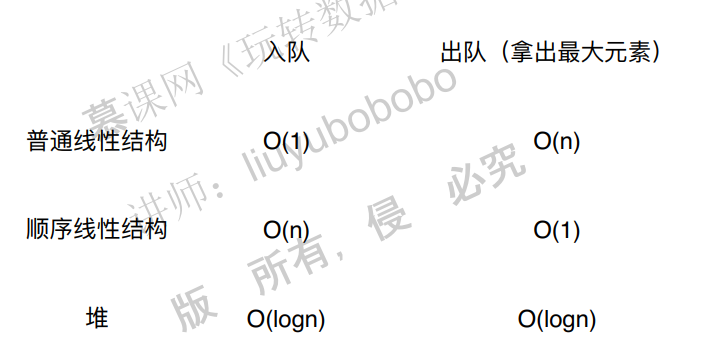 慕课网《玩转数据
讲师：liuyubobobo
版 所有，侵 必究
入队 出队（拿出最大元素）
普通线性结构 O(1) O(n)
顺序线性结构 O(n) O(1)
堆 O(logn) O(logn)